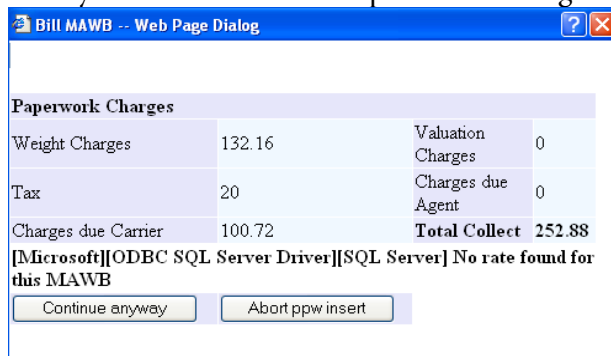 Bill MAWB -- Web Page Dialog
Paperwork Charges
Weight Charges 132.16 Valuation Charges 0
Tax 20 Charges due Agent 0
Charges due Carrier 100.72 Total Collect 252.88
[Microsoft][ODBC SQL Server Driver][SQL Server] No rate found for
this MAWB
Continue anyway Abort ppw insert